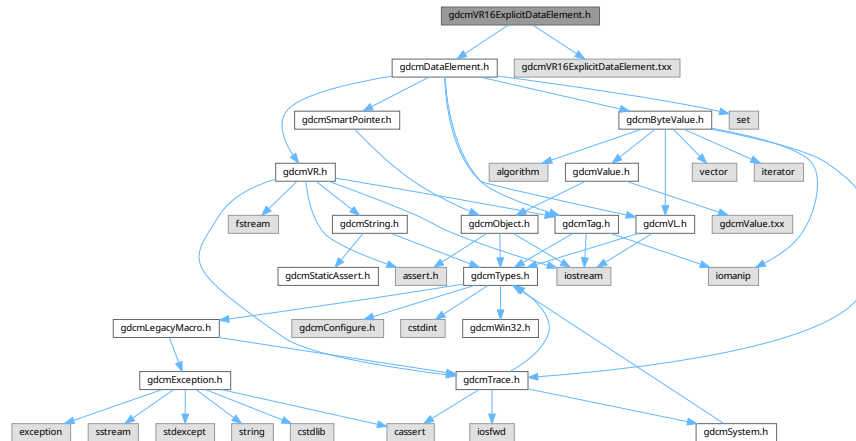 gdcmVR16ExplicitDataElement.h
gdcmDataElement.h
gdcmVR16ExplicitDataElement.txx
gdcmSmartPointer.h
gdcmByteValue.h
set
gdcmVR.h
algorithm
gdcmValue.h
vector
iterator
fstream
gdcmString.h
gdcmObject.h
gdcmTag.h
gdcmVL.h
gdcmValue.txx
gdcmStaticAssert.h
assert.h
gdcmTypes.h
iostream
iomanip
gdcmLegacyMacro.h
gdcmConfigure.h
cstdint
gdcmWin32.h
gdcmException.h
gdcmTrace.h
exception
sstream
stdexcept
string
cstdlib
cassert
iosfwd
gdcmSystem.h